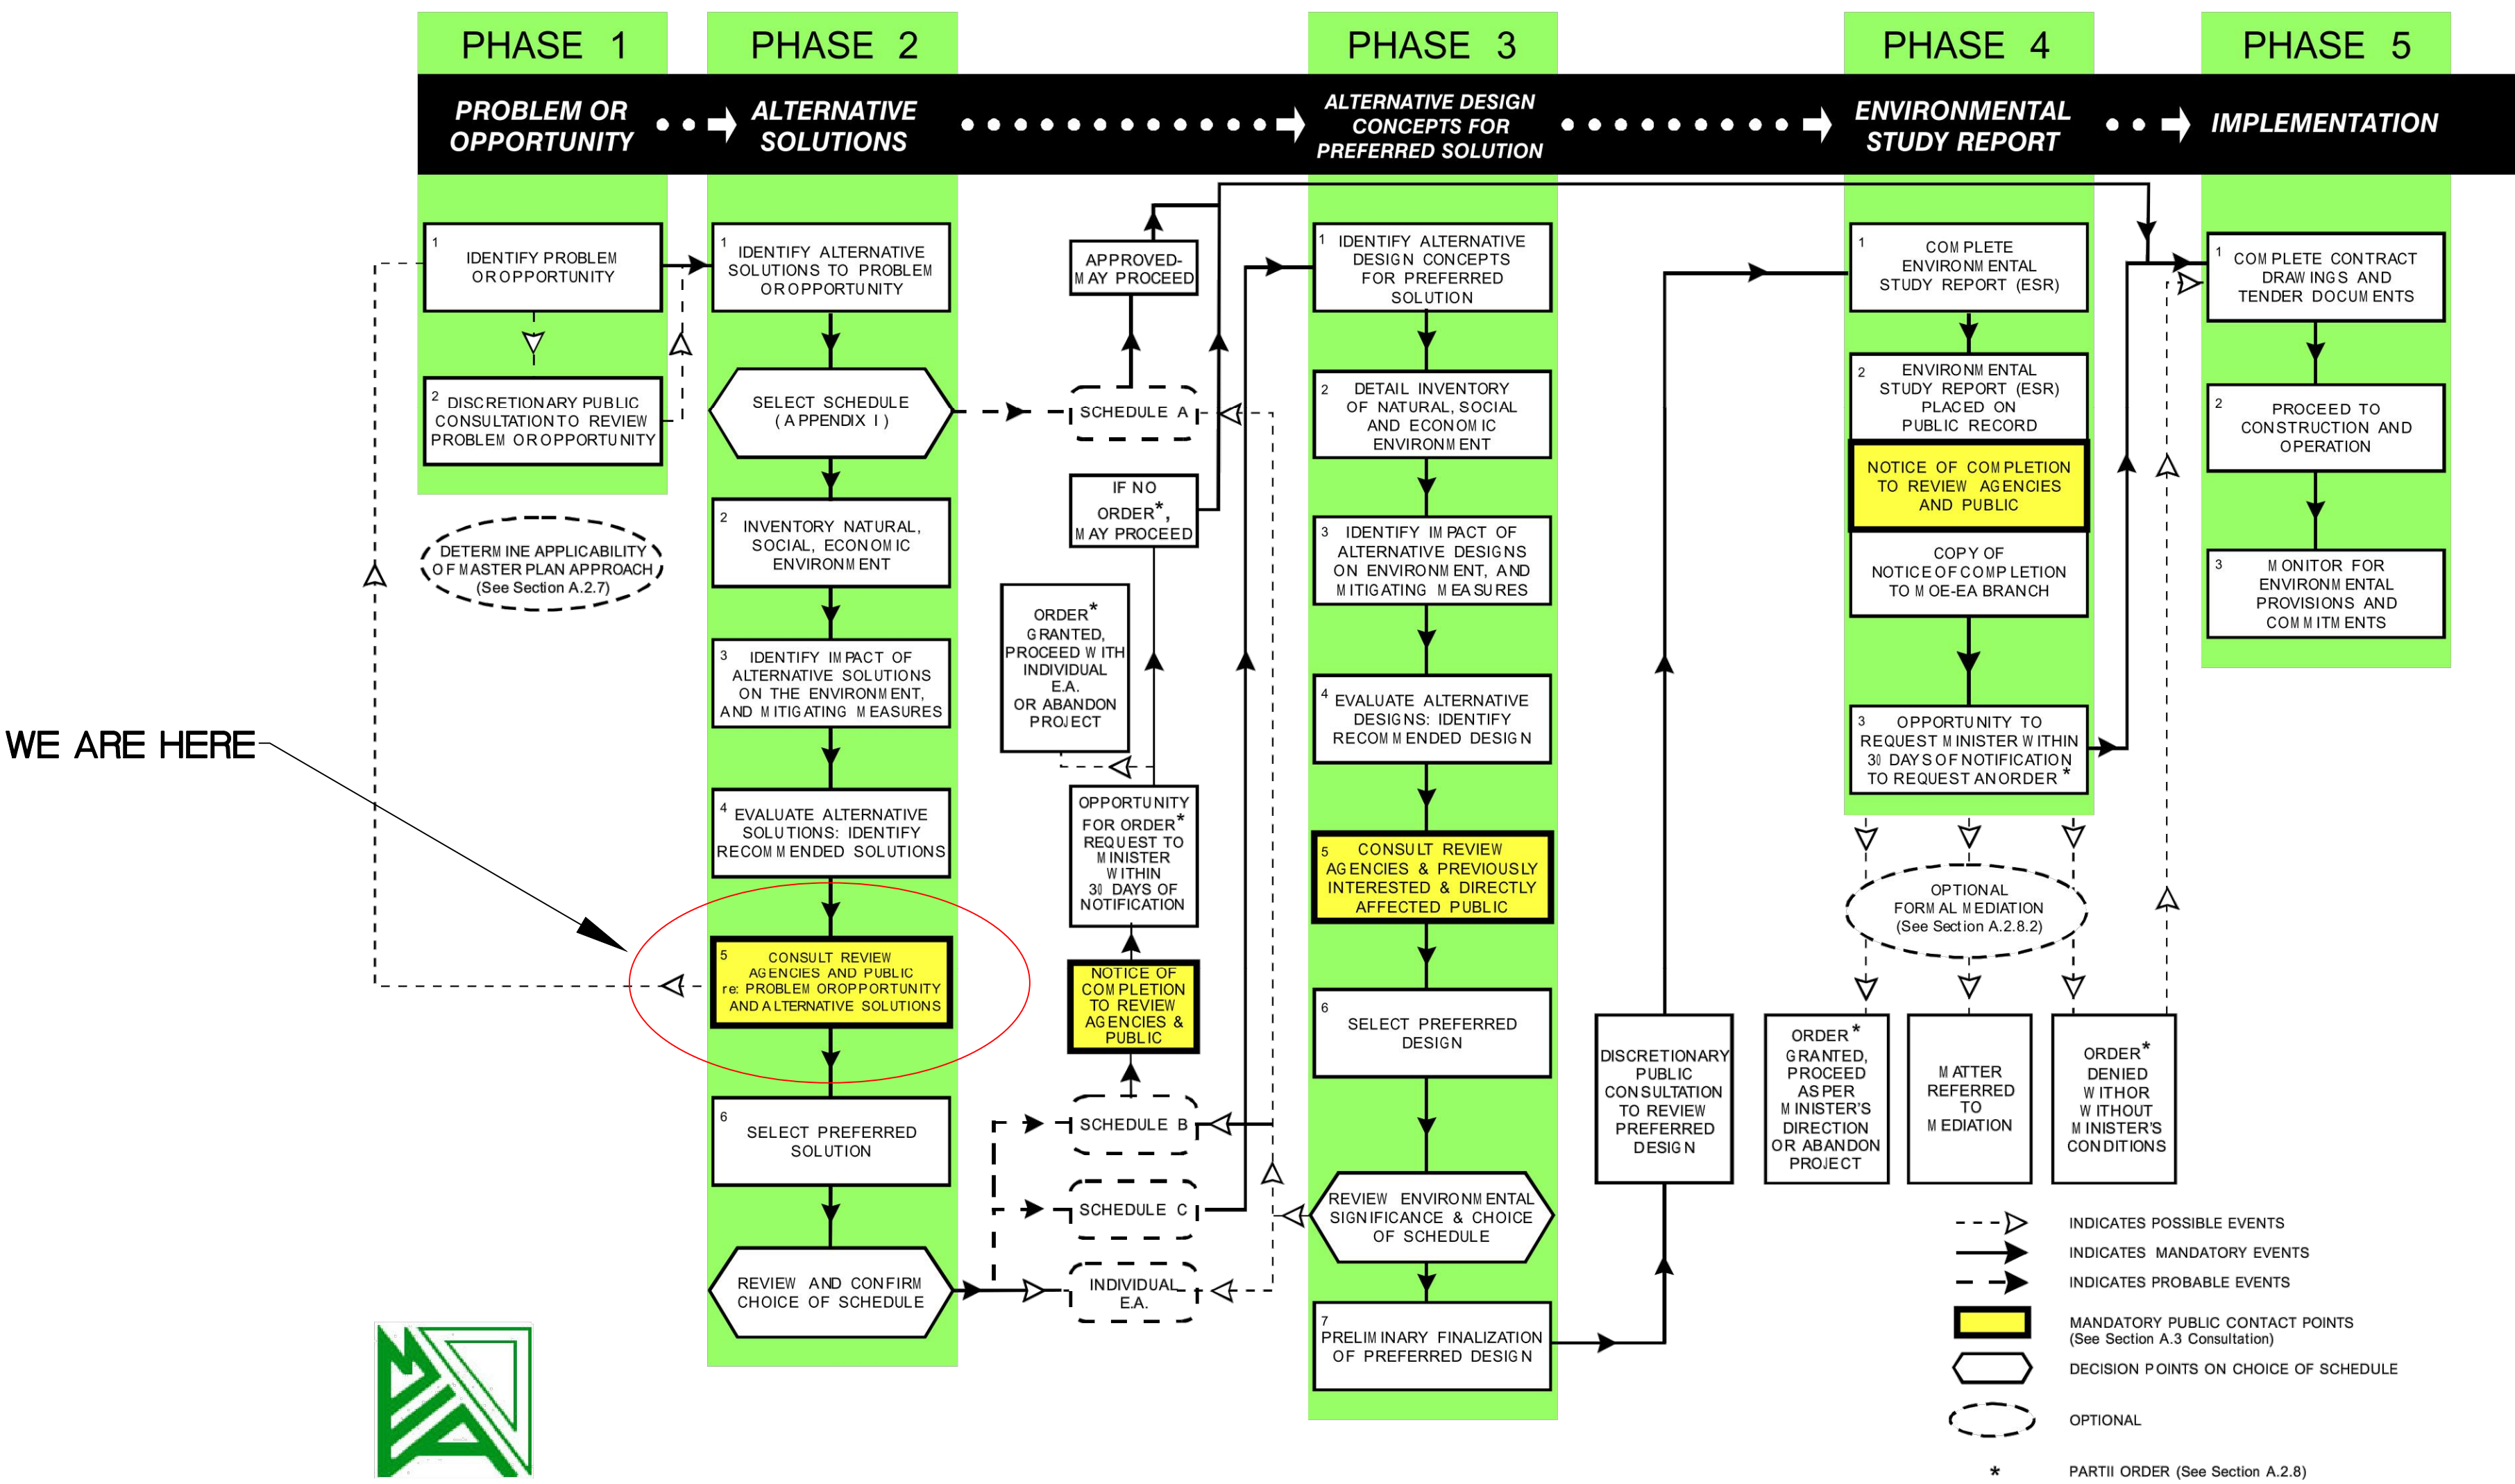 PHASE 1
PHASE 2
PHASE 3
PHASE 4
PHASE 5
PROBLEM OR
OPPORTUNITY
ALTERNATIVE
SOLUTIONS
ALTERNATIVE DESIGN
CONCEPTS FOR
PREFERRED SOLUTION
ENVIRONMENTAL
STUDY REPORT
IMPLEMENTATION
1
IDENTIFY PROBLEM
OR OPPORTUNITY
2 DISCRETIONARY PUBLIC
CONSULTATION TO REVIEW
PROBLEM OR OPPORTUNITY
DETERMINE APPLICABILITY
OF MASTER PLAN APPROACH
(See Section A.2.7)
WE ARE HERE
1
IDENTIFY ALTERNATIVE
SOLUTIONS TO PROBLEM
OR OPPORTUNITY
SELECT SCHEDULE
(APPENDIX I)
2
INVENTORY NATURAL,
SOCIAL, ECONOMIC
ENVIRONMENT
3 IDENTIFY IMPACT OF
ALTERNATIVE SOLUTIONS
ON THE ENVIRONMENT,
AND MITIGATING MEASURES
4 EVALUATE ALTERNATIVE
SOLUTIONS: IDENTIFY
RECOMMENDED SOLUTIONS
5 CONSULT REVIEW
AGENCIES AND PUBLIC
re: PROBLEM OR OPPORTUNITY
AND ALTERNATIVE SOLUTIONS
6
SELECT PREFERRED
SOLUTION
REVIEW AND CONFIRM
CHOICE OF SCHEDULE
APPROVED-
MAY PROCEED
SCHEDULE A
IF NO
ORDER*,
MAY PROCEED
ORDER*
GRANTED,
PROCEED WITH
INDIVIDUAL
E.A.
OR ABANDON
PROJECT
OPPORTUNITY
FOR ORDER*
REQUEST TO
MINISTER
WITHIN
30 DAYS OF
NOTIFICATION
NOTICE OF
COMPLETION
TO REVIEW
AGENCIES &
PUBLIC
SCHEDULE B
SCHEDULE C
INDIVIDUAL
E.A.
1 IDENTIFY ALTERNATIVE
DESIGN CONCEPTS
FOR PREFERRED
SOLUTION
2 DETAIL INVENTORY
OF NATURAL, SOCIAL
AND ECONOMIC
ENVIRONMENT
3 IDENTIFY IMPACT OF
ALTERNATIVE DESIGNS
ON ENVIRONMENT, AND
MITIGATING MEASURES
4 EVALUATE ALTERNATIVE
DESIGNS: IDENTIFY
RECOMMENDED DESIGN
5 CONSULT REVIEW
AGENCIES & PREVIOUSLY
INTERESTED & DIRECTLY
AFFECTED PUBLIC
6
SELECT PREFERRED
DESIGN
REVIEW ENVIRONMENTAL
SIGNIFICANCE & CHOICE
OF SCHEDULE
7
PRELIMINARY FINALIZATION
OF PREFERRED DESIGN
DISCRETIONARY
PUBLIC
CONSULTATION
TO REVIEW
PREFERRED
DESIGN
1 COMPLETE
ENVIRONMENTAL
STUDY REPORT (ESR)
2 ENVIRONMENTAL
STUDY REPORT (ESR)
PLACED ON
PUBLIC RECORD
NOTICE OF COMPLETION
TO REVIEW AGENCIES
AND PUBLIC
COPY OF
NOTICE OF COMPLETION
TO MOE-EA BRANCH
3 OPPORTUNITY TO
REQUEST MINISTER WITHIN
30 DAYS OF NOTIFICATION
TO REQUEST AN ORDER *
OPTIONAL
FORMAL MEDIATION
(See Section A.2.8.2)
ORDER*
GRANTED,
PROCEED
AS PER
MINISTER'S
DIRECTION
OR ABANDON
PROJECT
MATTER
REFERRED
TO
MEDIATION
ORDER*
DENIED
WITH OR
WITHOUT
MINISTER'S
CONDITIONS
1 COMPLETE CONTRACT
DRAWINGS AND
TENDER DOCUMENTS
2 PROCEED TO
CONSTRUCTION AND
OPERATION
3 MONITOR FOR
ENVIRONMENTAL
PROVISIONS AND
COMMITMENTS
INDICATES POSSIBLE EVENTS
INDICATES MANDATORY EVENTS
INDICATES PROBABLE EVENTS
MANDATORY PUBLIC CONTACT POINTS
(See Section A.3 Consultation)
DECISION POINTS ON CHOICE OF SCHEDULE
OPTIONAL
* PART II ORDER (See Section A.2.8)